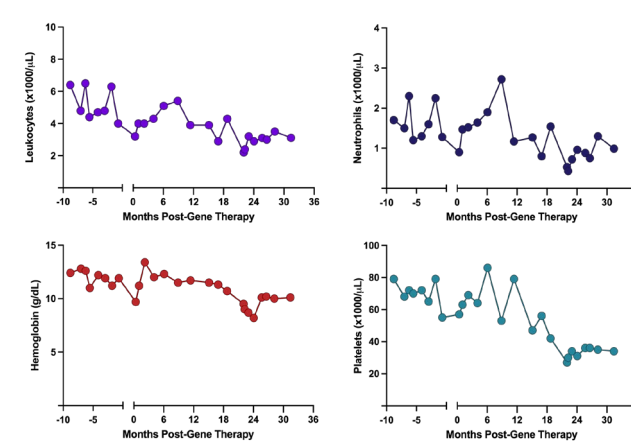 10
8
6
4
2
Leukocytes (x1000/µL)
-10 -5 0 6 12 18 24 30 36
Months Post-Gene Therapy
4
3
2
1
Neutrophils (x1000/µL)
-10 -5 0 6 12 18 24 30
Months Post-Gene Therapy
15
10
5
Hemoglobin (g/dL)
-10 -5 0 6 12 18 24 30 36
Months Post-Gene Therapy
100
80
60
40
20
Platelets (x1000/µL)
-10 -5 0 6 12 18 24 30
Months Post-Gene Therapy